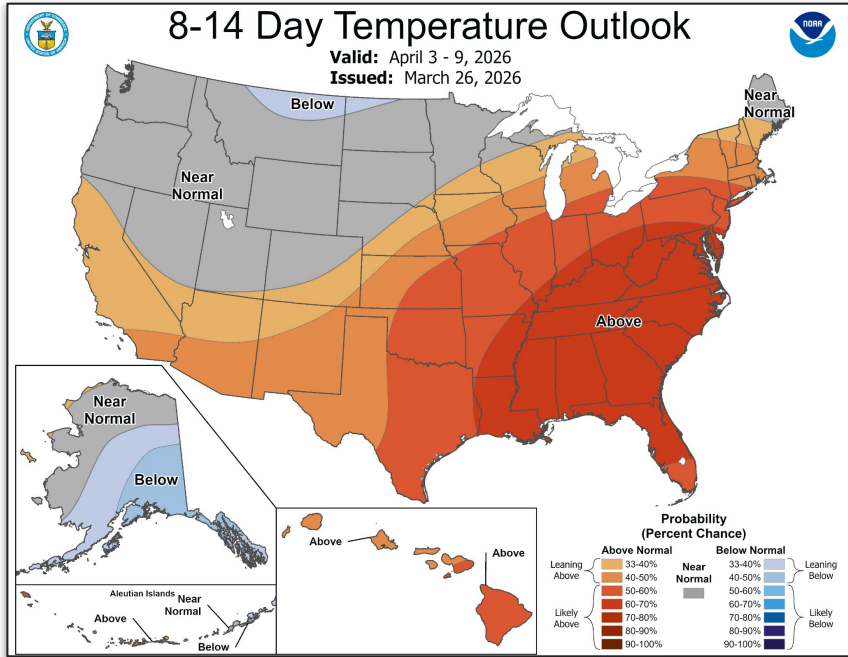 8-14 Day Temperature Outlook
Valid: April 3 - 9, 2026
Issued: March 26, 2026
NOAA
Below
Near
Normal
Near
Normal
Above
Near
Normal
Below
Aleutian Islands
Near
Normal
Above
Below
Above
Above
Probability
(Percent Chance)
Above Normal
Below Normal
Leaning
Above
33-40%
40-50%
Likely
Above
50-60%
60-70%
70-80%
80-90%
90-100%
Near
Normal
33-40%
40-50%
Leaning
Below
50-60%
60-70%
70-80%
80-90%
90-100%
Likely
Below